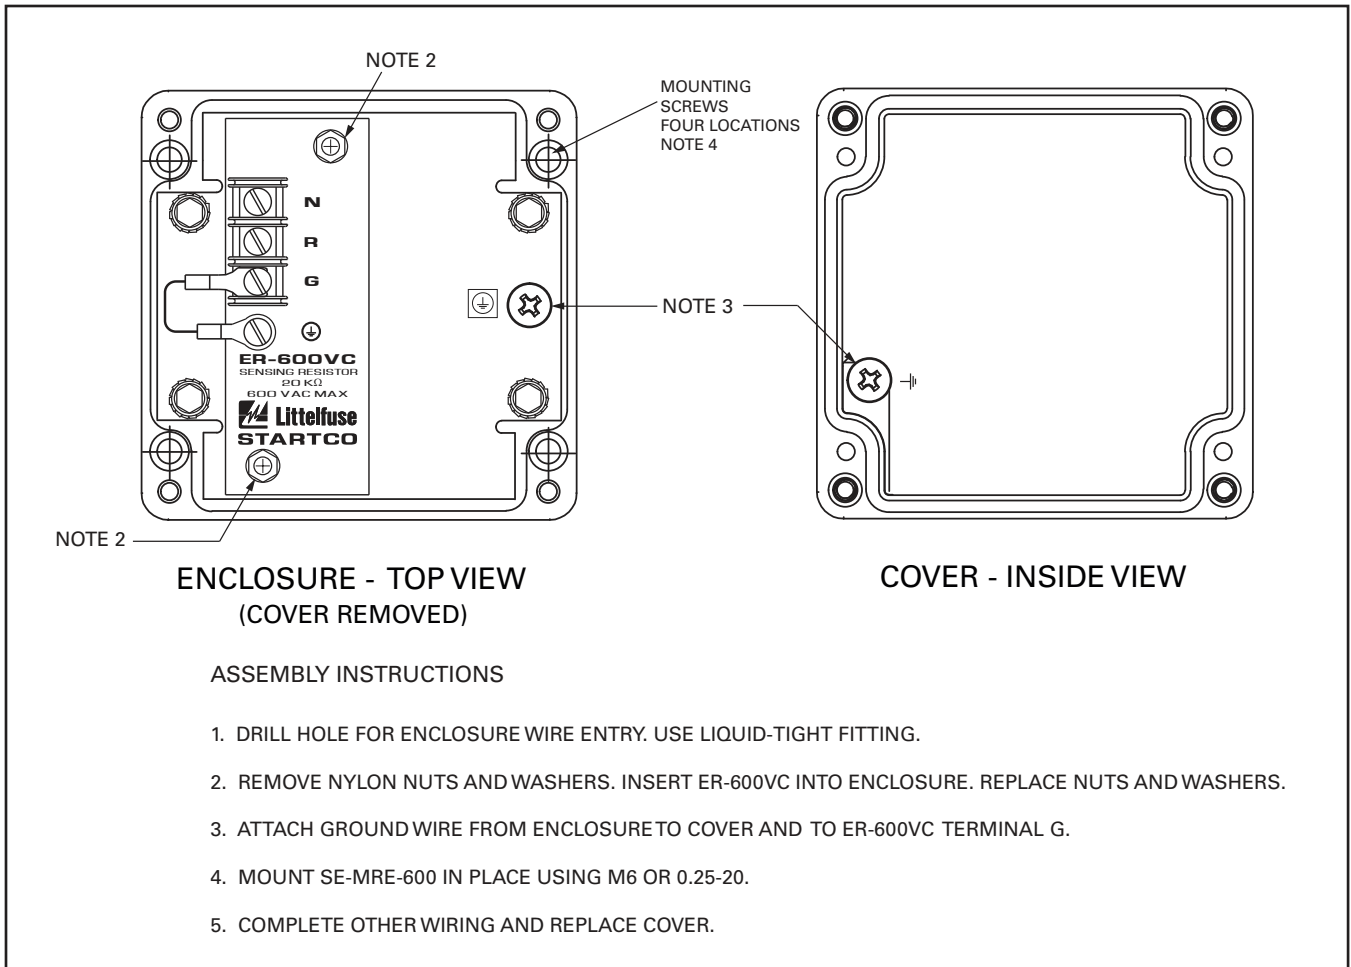 NOTE 2
MOUNTING
SCREWS
FOUR LOCATIONS
NOTE 4
N
R
G
NOTE 3
ER-600VC
SENSING RESISTOR
20 KΩ
600 VAC MAX
Littelfuse
STARTCO
NOTE 2
ENCLOSURE - TOP VIEW
(COVER REMOVED)
COVER - INSIDE VIEW
ASSEMBLY INSTRUCTIONS
1. DRILL HOLE FOR ENCLOSURE WIRE ENTRY. USE LIQUID-TIGHT FITTING.
2. REMOVE NYLON NUTS AND WASHERS. INSERT ER-600VC INTO ENCLOSURE. REPLACE NUTS AND WASHERS.
3. ATTACH GROUND WIRE FROM ENCLOSURE TO COVER AND TO ER-600VC TERMINAL G.
4. MOUNT SE-MRE-600 IN PLACE USING M6 OR 0.25-20.
5. COMPLETE OTHER WIRING AND REPLACE COVER.